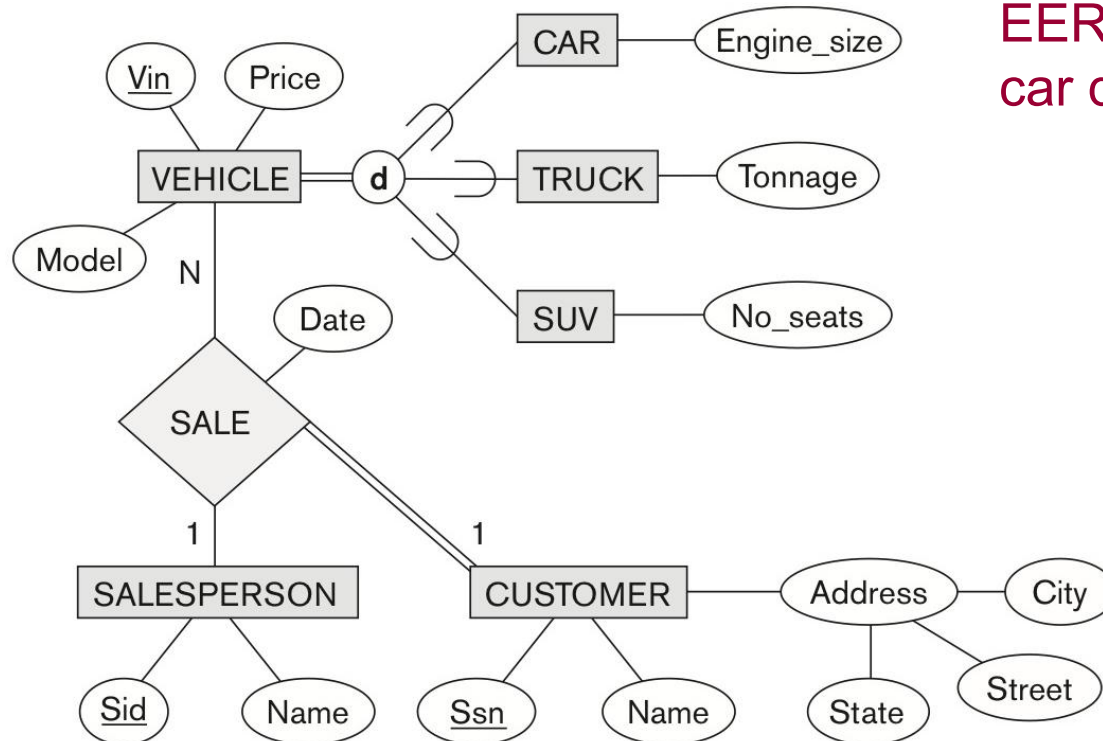 EER
car
CAR
Engine_size
Vin
Price
VEHICLE
d
TRUCK
Tonnage
Model
N
SUV
No_seats
Date
SALE
1
1
SALESPERSON
CUSTOMER
Address
City
Sid
Name
Ssn
Name
State
Street